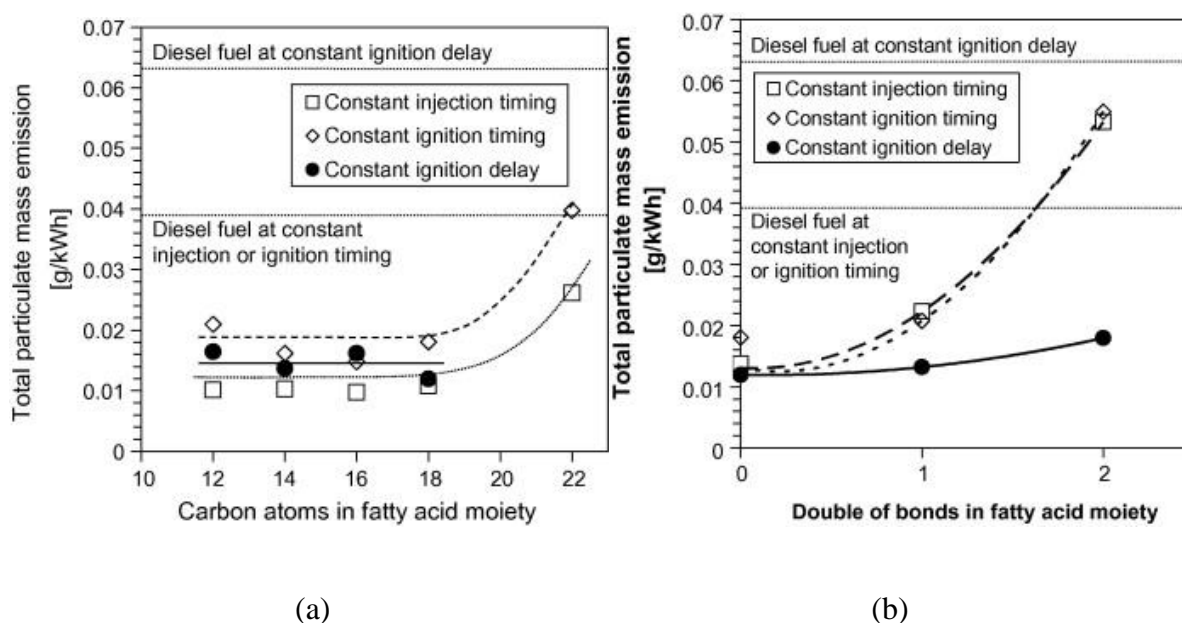 Total particulate mass emission
[g/kWh]
0.07
0.06
0.05
0.04
0.03
0.02
0.01
0
Diesel fuel at constant ignition delay
Constant injection timing
Constant ignition timing
Constant ignition delay
Diesel fuel at constant
injection or ignition timing
10
12
14
16
18
20
22
Carbon atoms in fatty acid moiety
(a)
Total particulate mass emission
[g/kWh]
0.07
0.06
0.05
0.04
0.03
0.02
0.01
0
Diesel fuel at constant ignition delay
Constant injection timing
Constant ignition timing
Constant ignition delay
Diesel fuel at
constant injection
or ignition timing
0
1
2
Double of bonds in fatty acid moiety
(b)